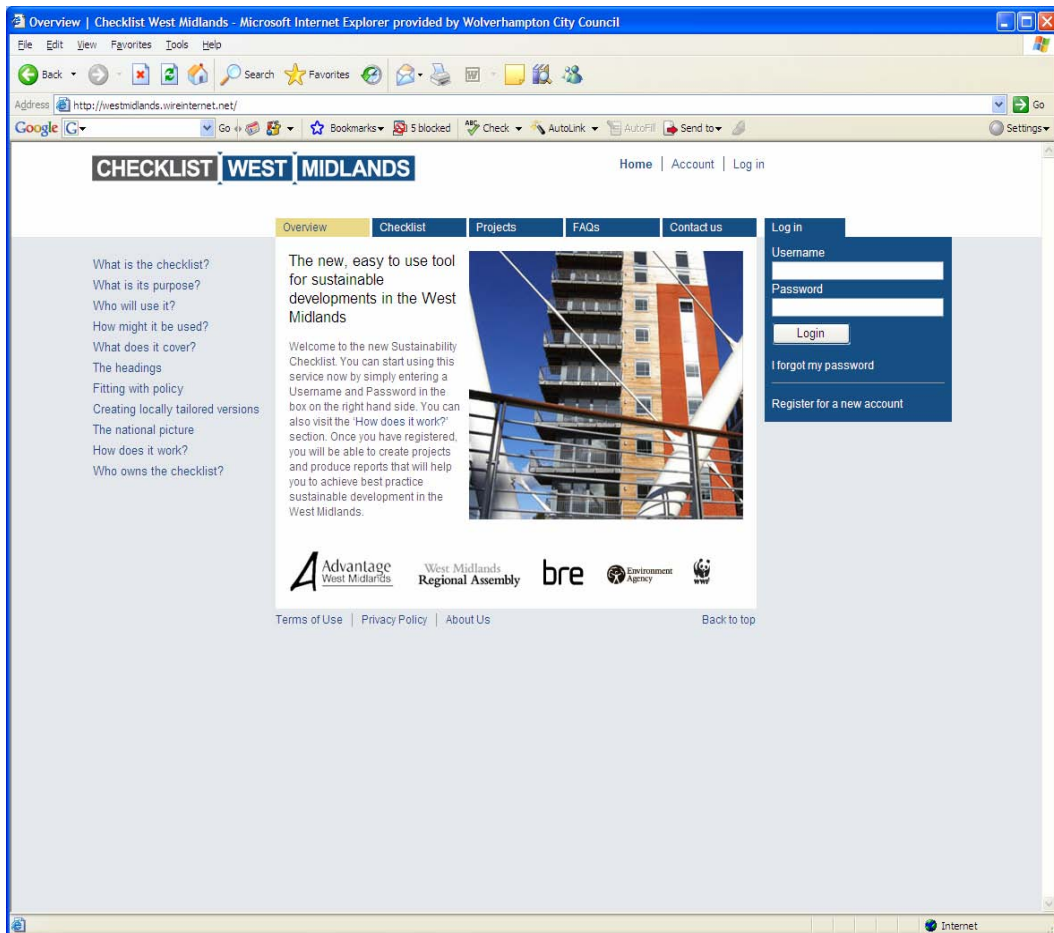 Overview | Checklist West Midlands - Microsoft Internet Explorer provided by Wolverhampton City Council
File Edit View Favorites Tools Help
Back Search Favorites
Address http://westmidlands.wireinternet.net/ Go
Google G Go Bookmarks 5 blocked ABC Check AutoLink AutoFill Send to Settings
CHECKLIST WEST MIDLANDS
Home | Account | Log in
Overview Checklist Projects FAQs Contact us Log in
What is the checklist?
What is its purpose?
Who will use it?
How might it be used?
What does it cover?
The headings
Fitting with policy
Creating locally tailored versions
The national picture
How does it work?
Who owns the checklist?
The new, easy to use tool
for sustainable
developments in the West
Midlands
Welcome to the new Sustainability
Checklist. You can start using this
service now by simply entering a
Username and Password in the
box on the right hand side. You can
also visit the 'How does it work?'
section. Once you have registered,
you will be able to create projects
and produce reports that will help
you to achieve best practice
sustainable development in the
West Midlands.
Username
Password
Login
I forgot my password
Register for a new account
Advantage
West Midlands
West Midlands
Regional Assembly
bre
Environment
Agency
WWF
Terms of Use | Privacy Policy | About Us Back to top
Internet